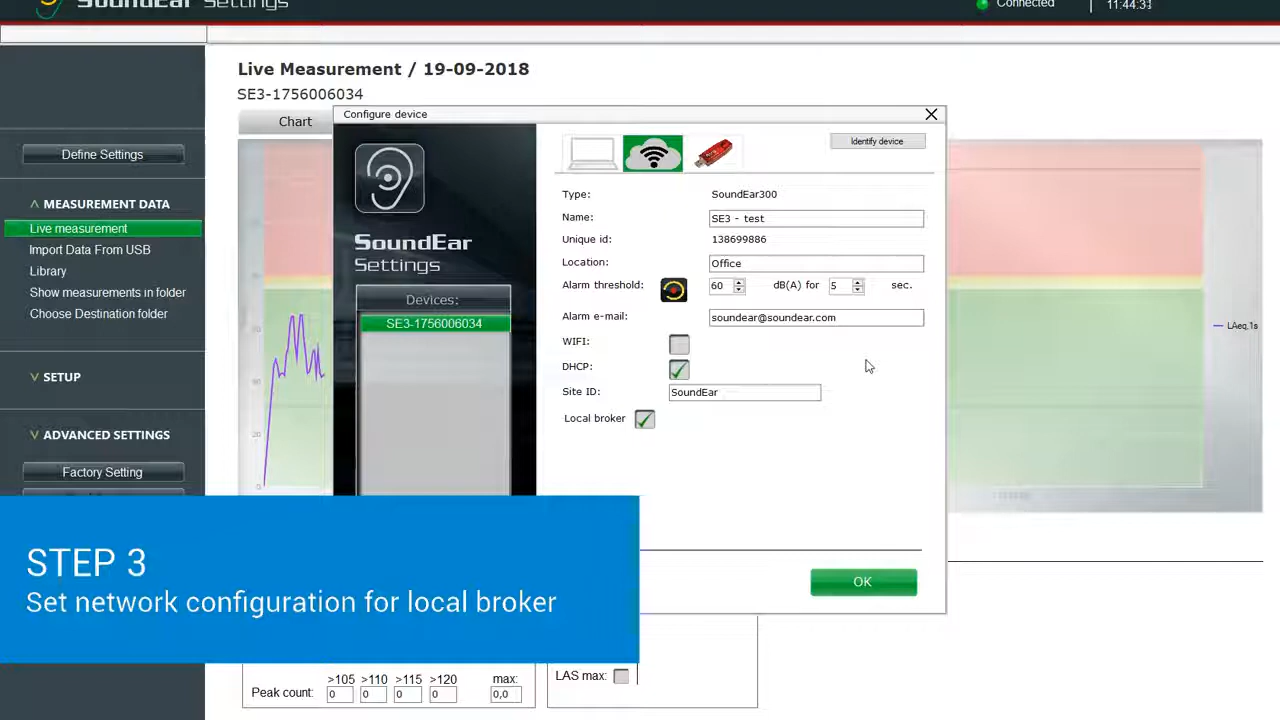 SoundEar Settings
Connected
11:44:31
Live Measurement / 19-09-2018
SE3-1756006034
Chart
Define Settings
MEASUREMENT DATA
Live measurement
Import Data From USB
Library
Show measurements in folder
Choose Destination folder
SETUP
ADVANCED SETTINGS
Factory Setting
Configure device
SoundEar
Settings
Devices:
SE3-1756006034
Identify device
Type: SoundEar300
Name: SE3 - test
Unique id: 138699886
Location: Office
Alarm threshold: 60 dB(A) for 5 sec.
Alarm e-mail: soundear@soundear.com
WIFI:
DHCP:
Site ID: SoundEar
Local broker
OK
LAeq,1s
STEP 3
Set network configuration for local broker
>105 >110 >115 >120 max:
Peak count: 0 0 0 0 0,0
LAS max: